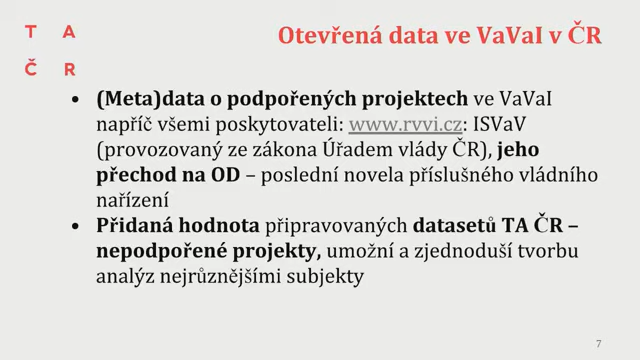 T A
Č R
Otevřená data ve VaVaI v ČR
• (Meta)data o podpořených projektech ve VaVaI
napříč všemi poskytovateli: www.rvvi.cz: ISVaV
(provozovaný ze zákona Úřadem vlády ČR), jeho
přechod na OD – poslední novela příslušného vládního
nařízení
• Přidaná hodnota připravovaných datasetů TA ČR –
nepodpořené projekty, umožní a zjednoduší tvorbu
analýz nejrůznějšími subjekty
7